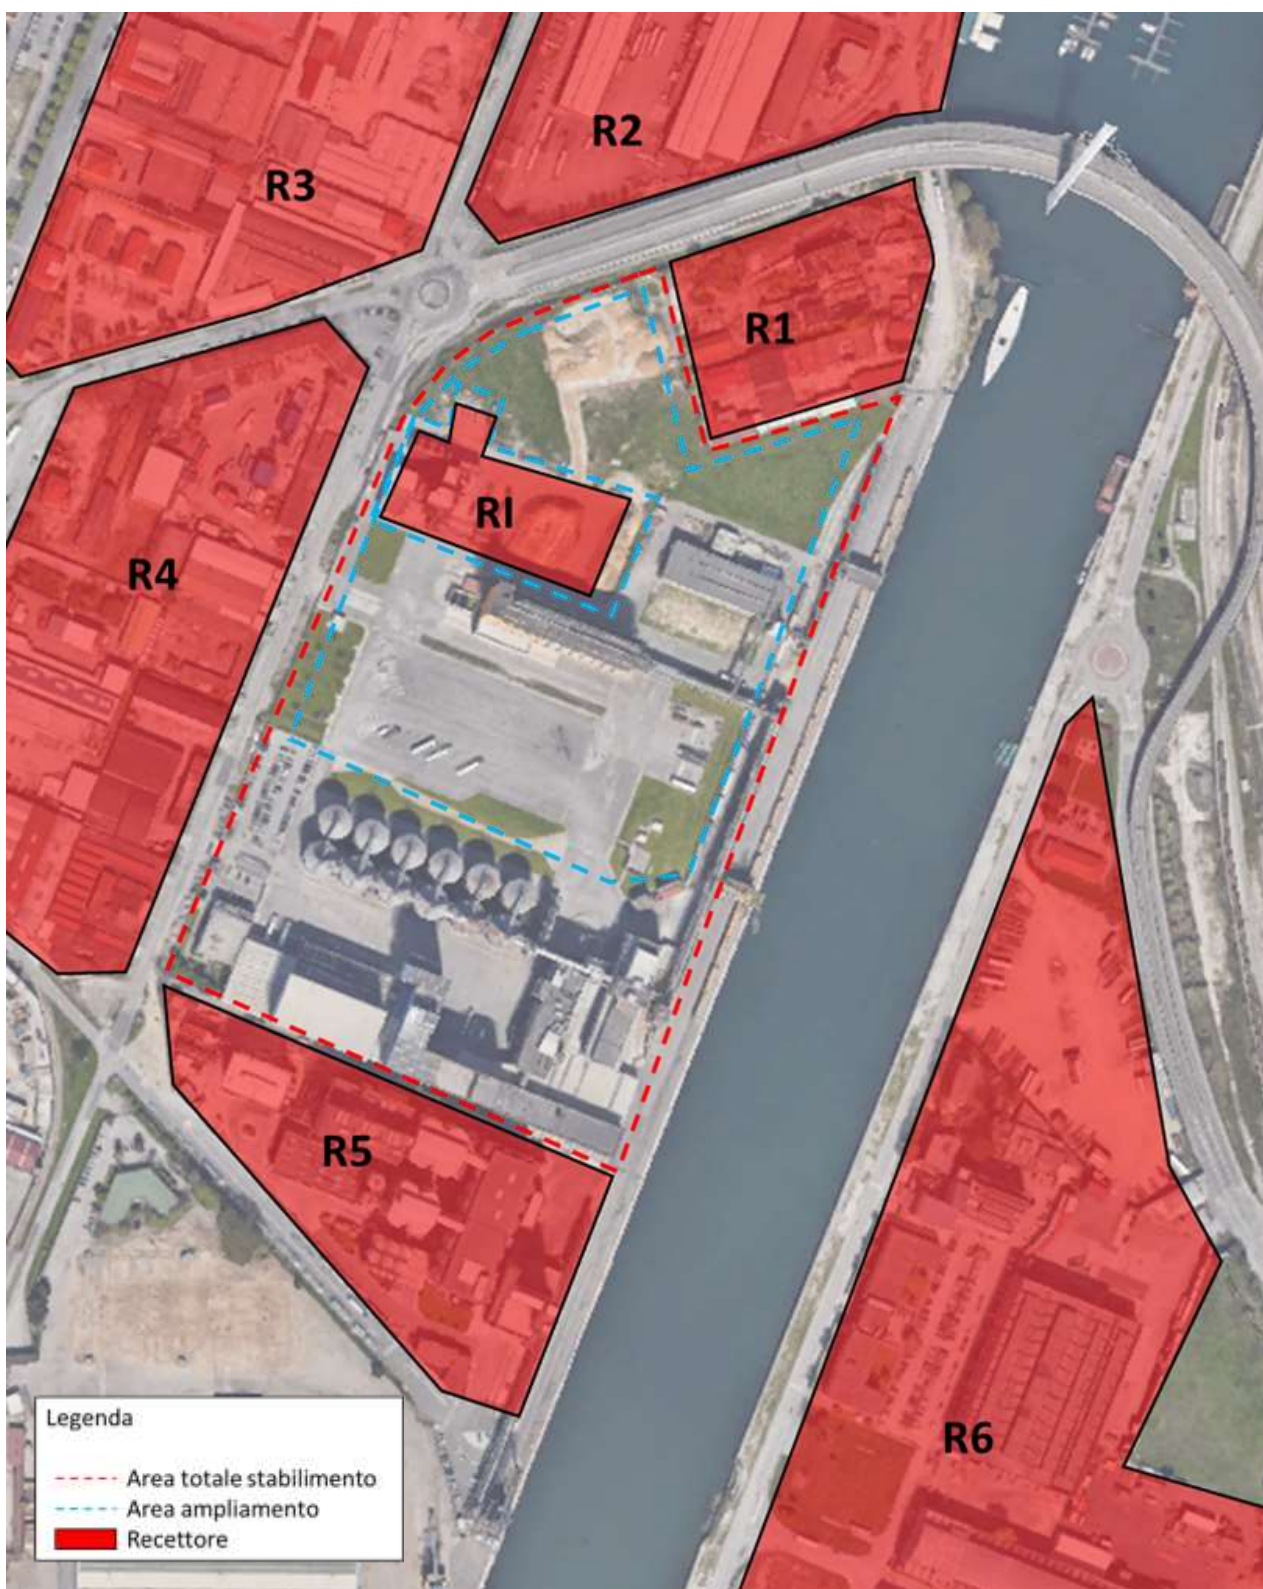 R2
R3
R1
RI
R4
R5
R6
Legenda
Area totale stabilimento
Area ampliamento
Recettore